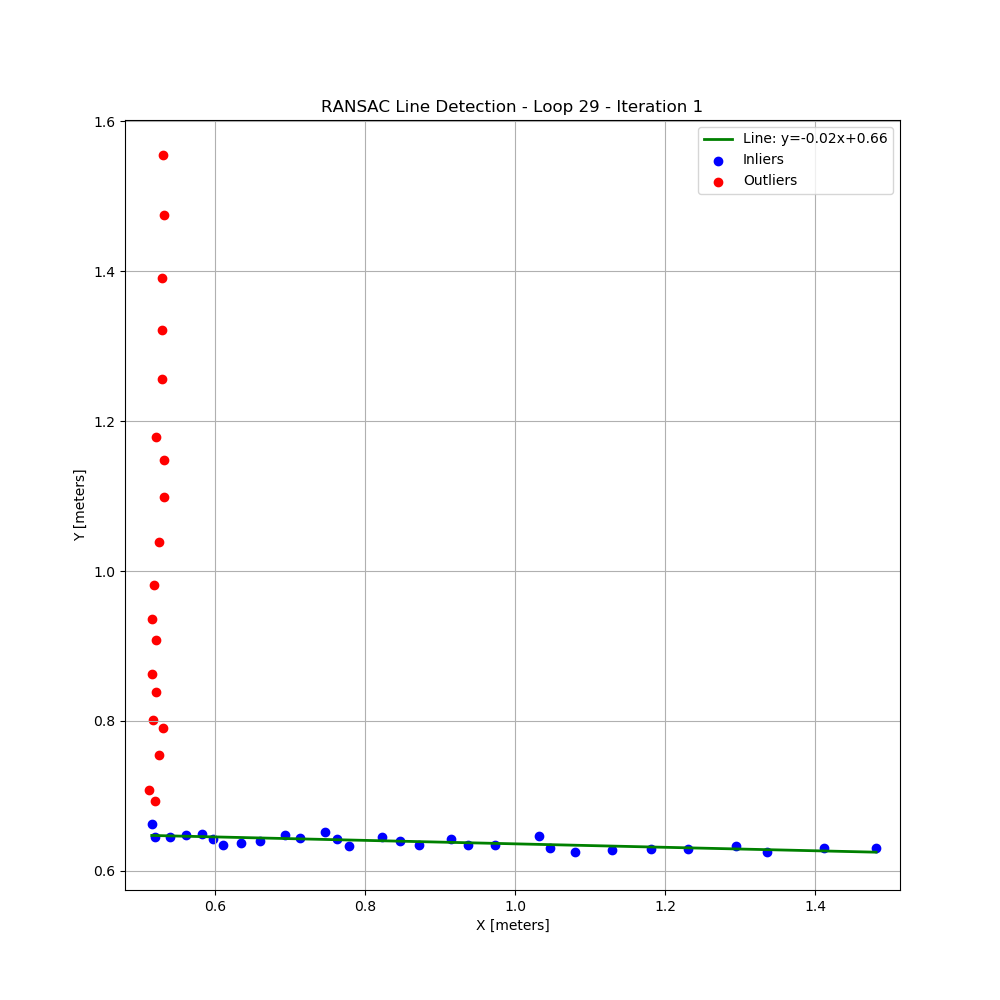 RANSAC Line Detection - Loop 29 - Iteration 1
Line: y=-0.02x+0.66
Inliers
Outliers
1.6
1.4
1.2
1.0
0.8
0.6
Y [meters]
0.6 0.8 1.0 1.2 1.4
X [meters]